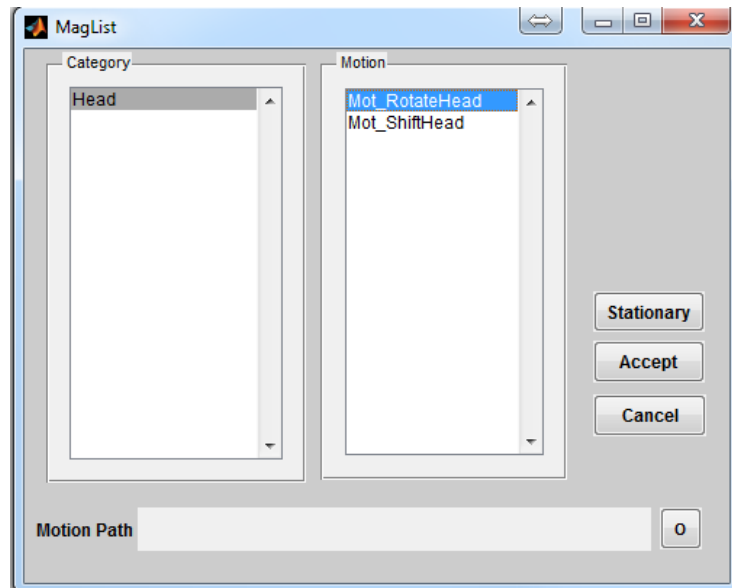 MagList
Category
Head
Motion
Mot_RotateHead
Mot_ShiftHead
Stationary
Accept
Cancel
Motion Path
O